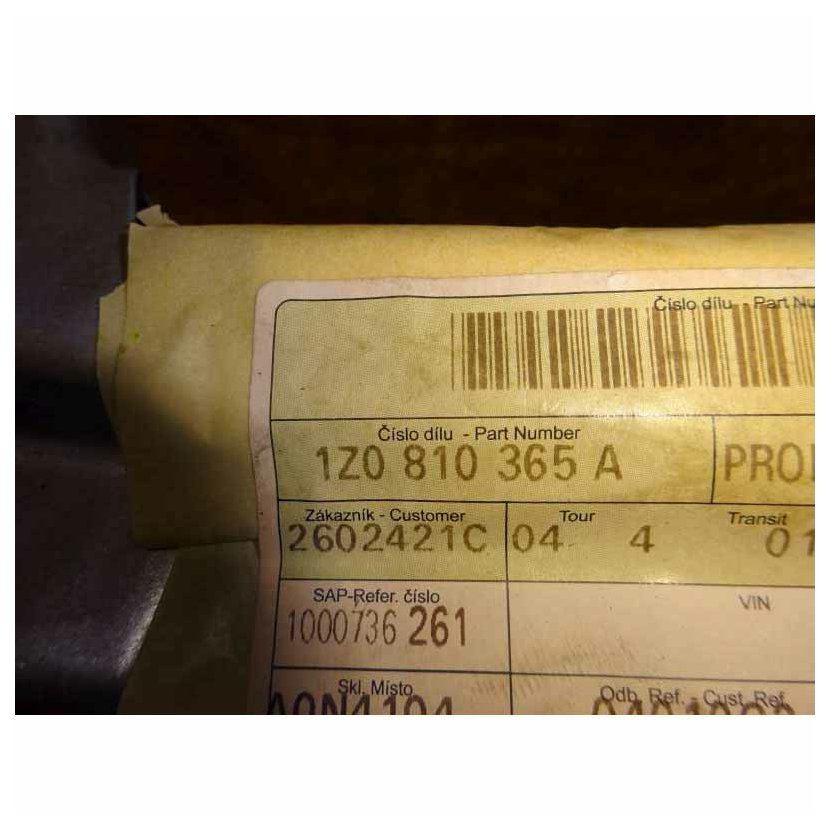 Číslo dílu - Part Nu
Číslo dílu - Part Number
1Z0 810 365 A
Zákazník - Customer
Tour
Transit
2602421C
04 4
01
SAP-Refer. číslo
VIN
1000736 261
Skl. Místo
Odb. Ref. - Cust. Ref.